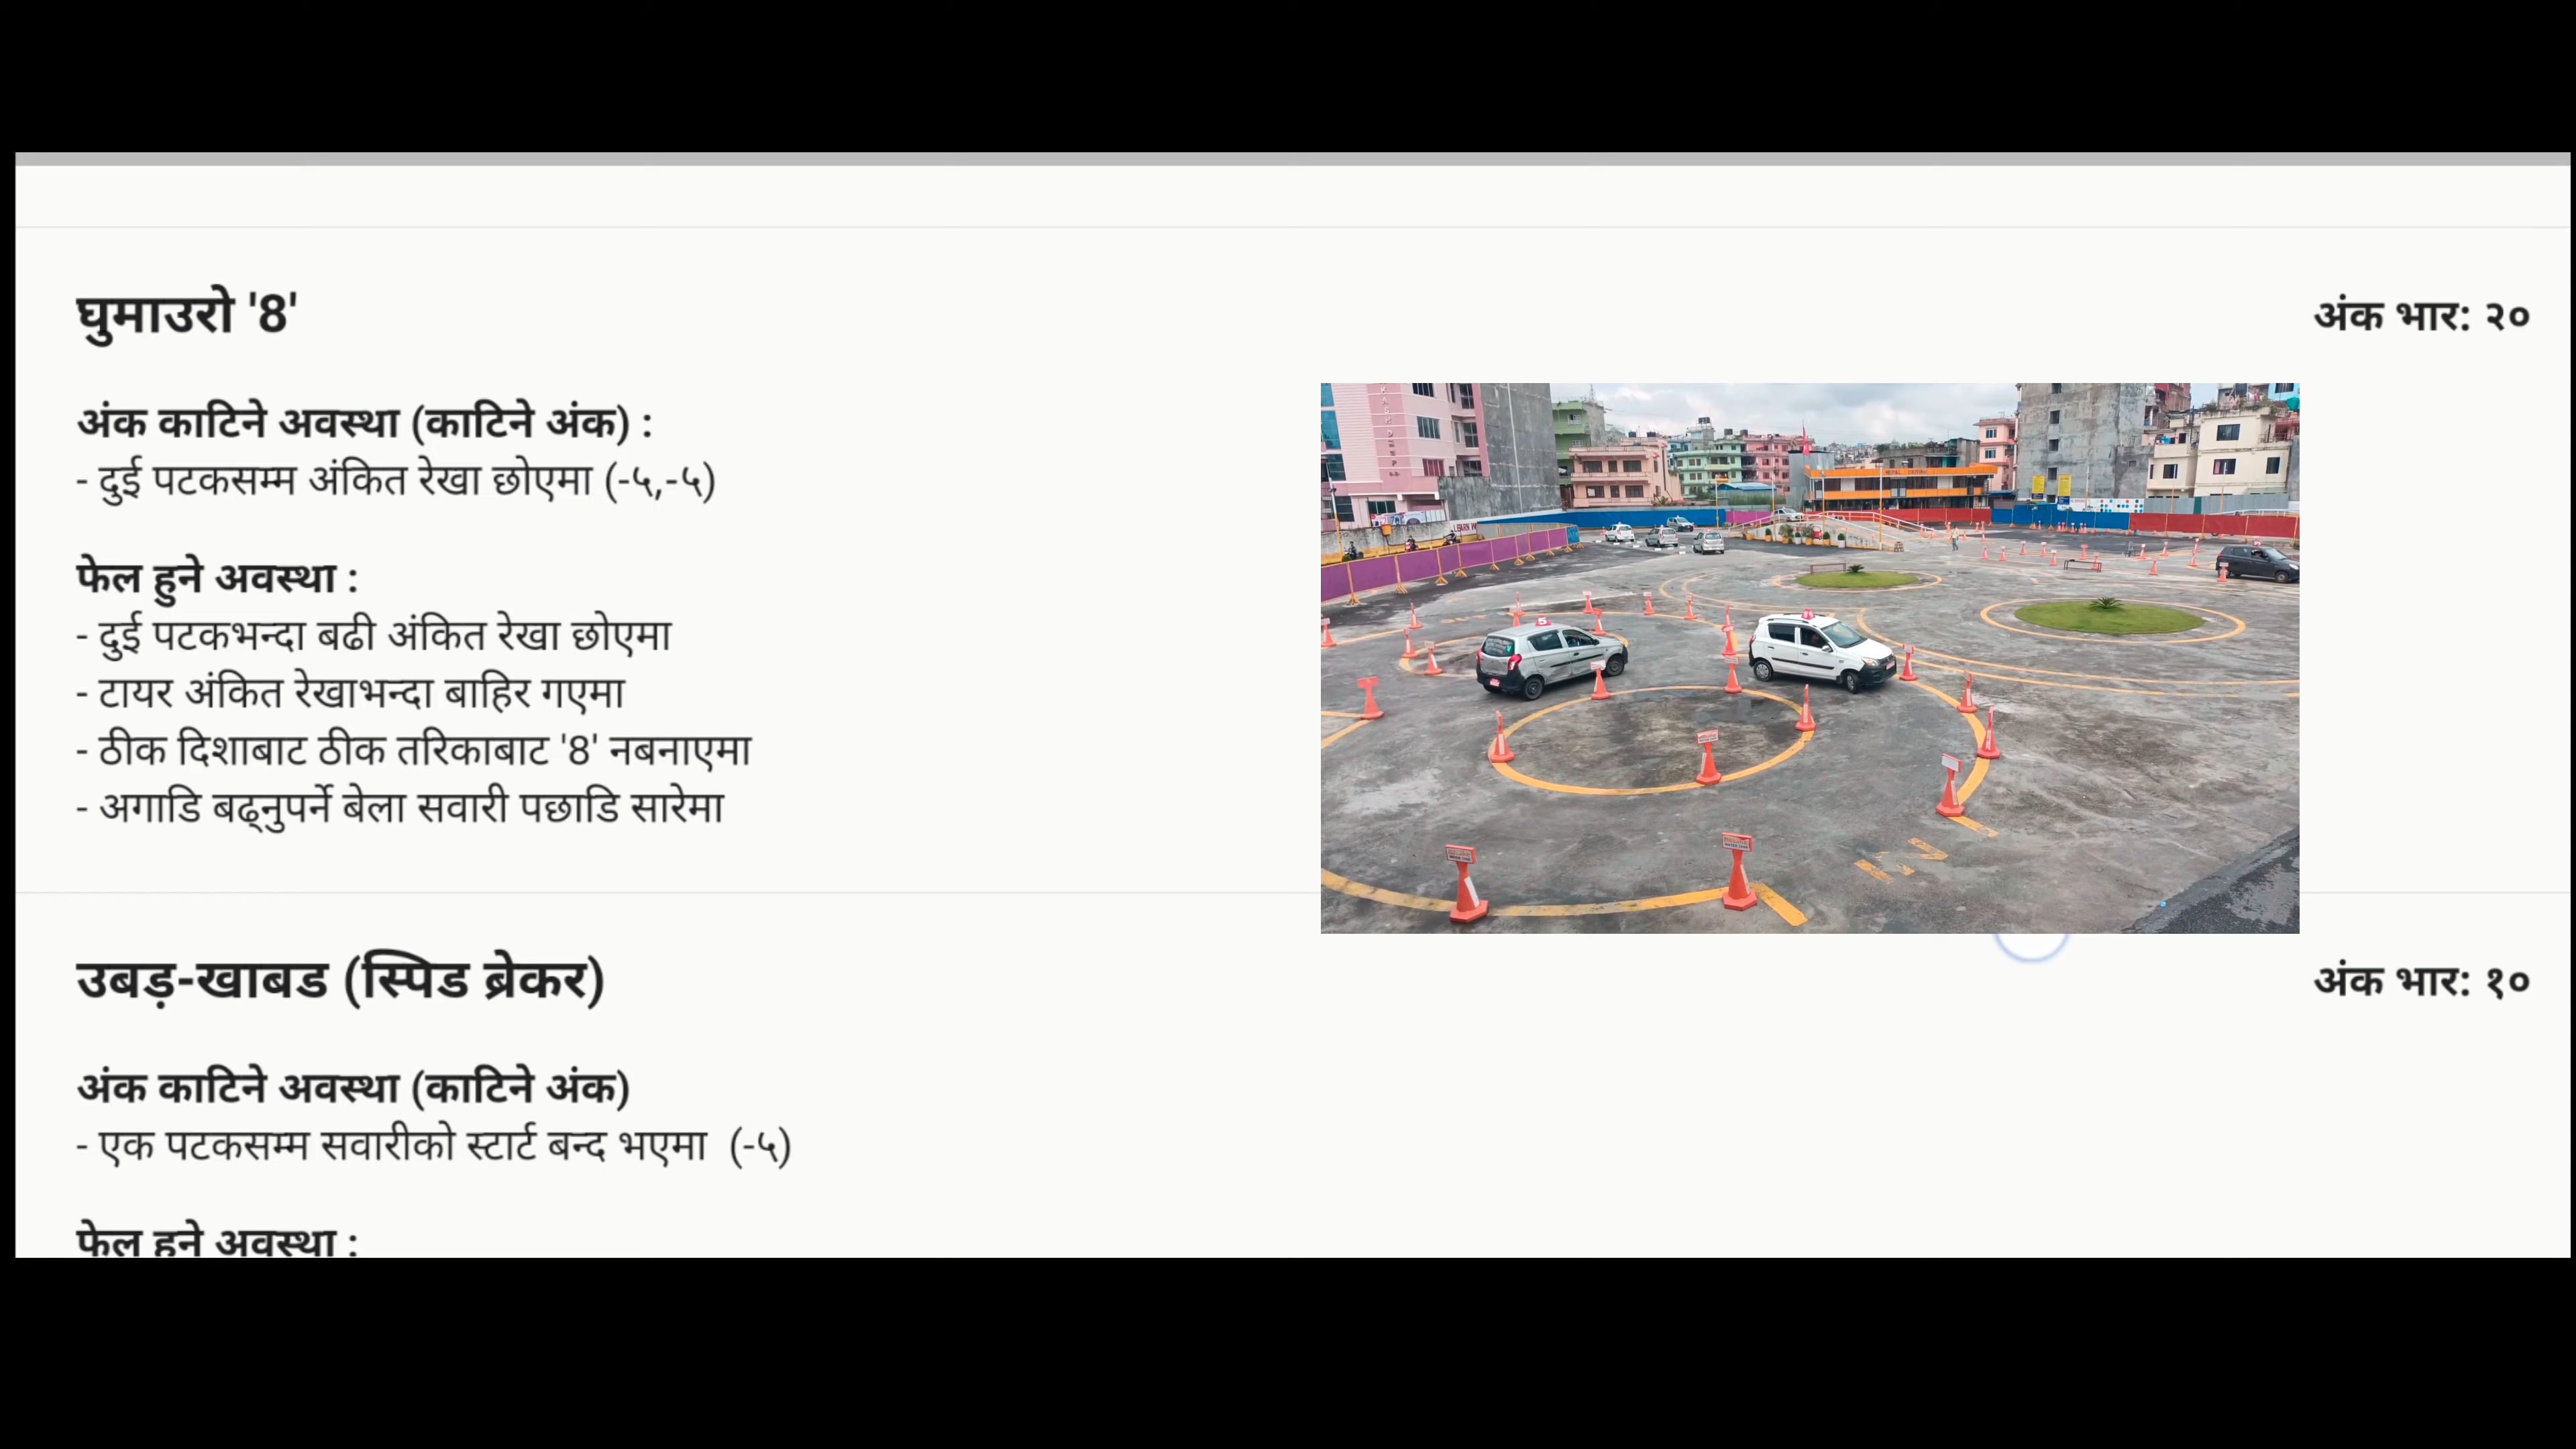 घुमाउरो '8'
अंक भार: २०
अंक काटिने अवस्था (काटिने अंक) :
- दुई पटकसम्म अंकित रेखा छोएमा (-५,-५)
फेल हुने अवस्था :
- दुई पटकभन्दा बढी अंकित रेखा छोएमा
- टायर अंकित रेखाभन्दा बाहिर गएमा
- ठीक दिशाबाट ठीक तरिकाबाट '8' नबनाएमा
- अगाडि बढ्नुपर्ने बेला सवारी पछाडि सारेमा
उबड़-खाबड (स्पिड ब्रेकर)
अंक भार: १०
अंक काटिने अवस्था (काटिने अंक)
- एक पटकसम्म सवारीको स्टार्ट बन्द भएमा (-५)
फेल हुने अवस्था :